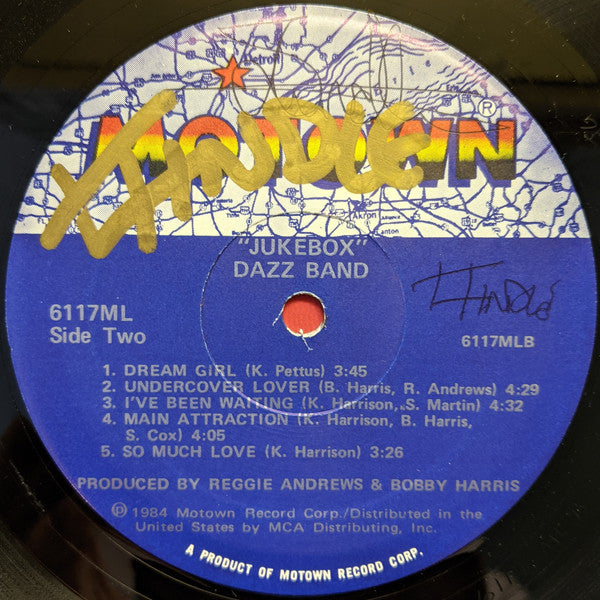 Detroit
MOTOWN®
Akron
Canton
"JUKEBOX"
DAZZ BAND
6117ML
Side Two
6117MLB
1. DREAM GIRL (K. Pettus) 3:45
2. UNDERCOVER LOVER (B. Harris, R. Andrews) 4:29
3. I'VE BEEN WAITING (K. Harrison, S. Martin) 4:32
4. MAIN ATTRACTION (K. Harrison, B. Harris,
S. Cox) 4:05
5. SO MUCH LOVE (K. Harrison) 3:26
PRODUCED BY REGGIE ANDREWS & BOBBY HARRIS
℗ 1984 Motown Record Corp./Distributed in the
United States by MCA Distributing, Inc.
A PRODUCT OF MOTOWN RECORD CORP.